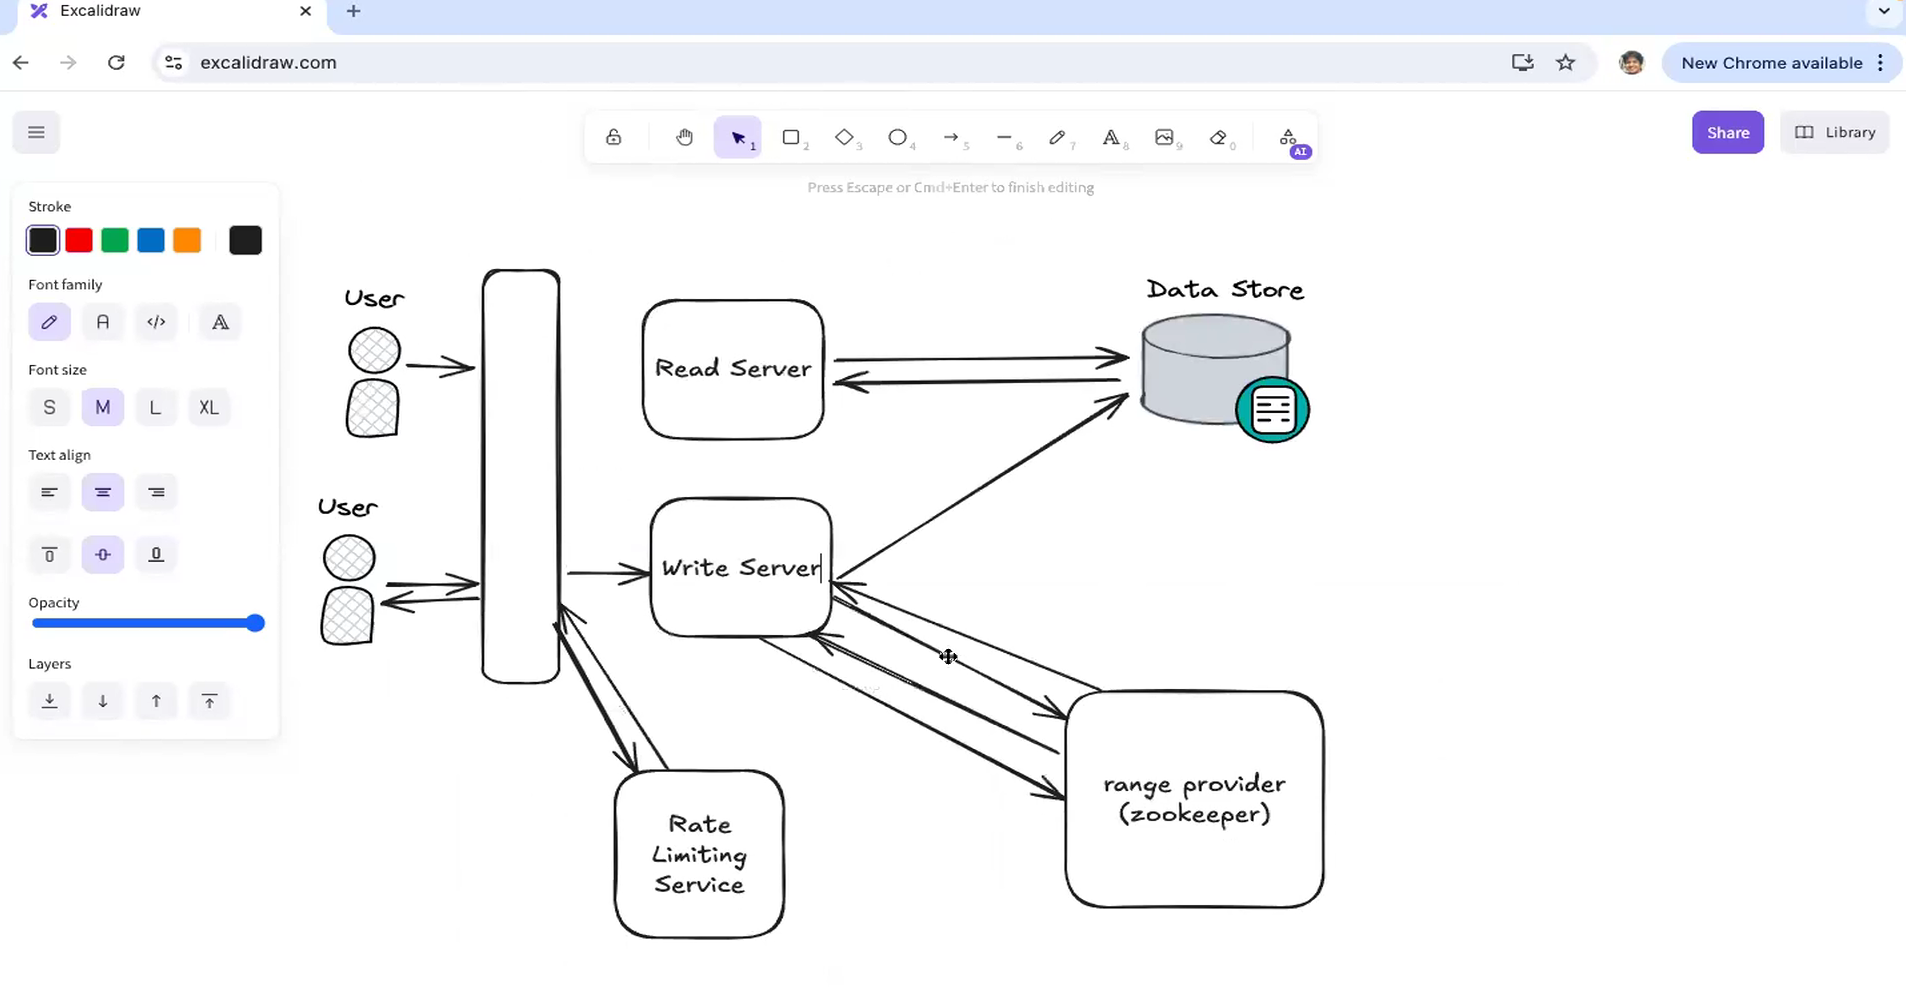 Excalidraw
excalidraw.com
New Chrome available
1
2
3
4
5
6
7
8
9
0
AI
Share
Library
Press Escape or Cmd+Enter to finish editing
Stroke
Font family
A
</>
A
Font size
S M L XL
Text align
Opacity
Layers
User
User
Read Server
Data Store
Write Server
range provider
(zookeeper)
Rate
Limiting
Service